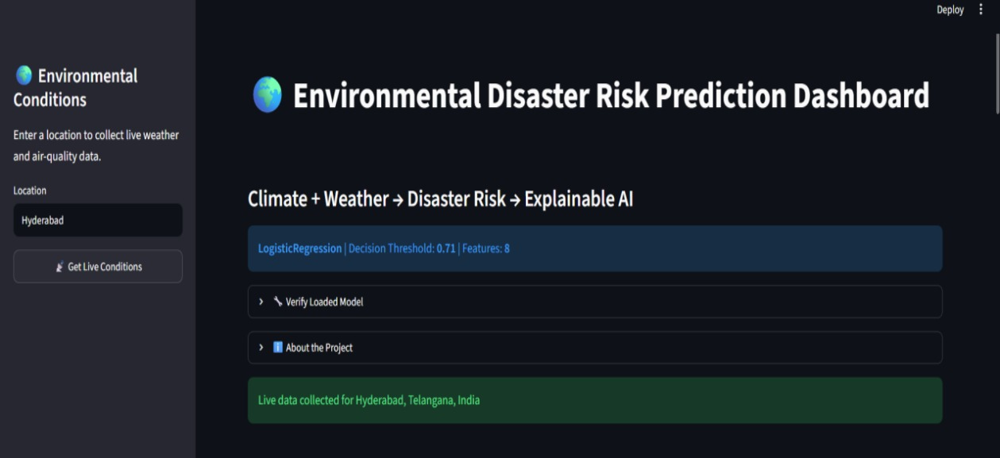 Deploy
Environmental
Conditions
Enter a location to collect live weather
and air-quality data.
Location
Hyderabad
Get Live Conditions
Environmental Disaster Risk Prediction Dashboard
Climate + Weather → Disaster Risk → Explainable AI
LogisticRegression | Decision Threshold: 0.71 | Features: 8
Verify Loaded Model
About the Project
Live data collected for Hyderabad, Telangana, India